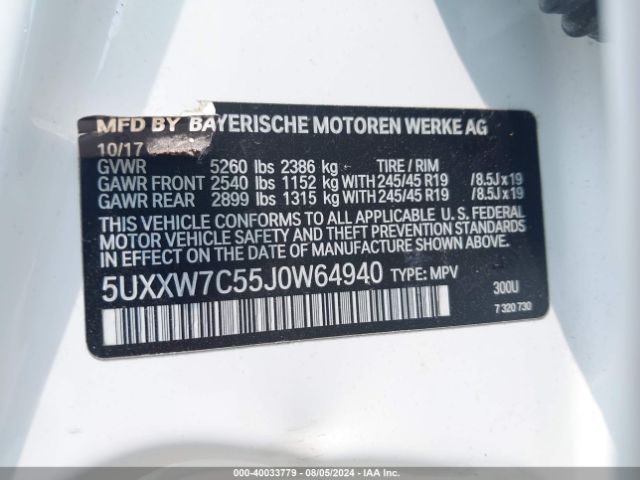 MFD BY BAYERISCHE MOTOREN WERKE AG
10/17
GVWR 5260 lbs 2386 kg TIRE / RIM
GAWR FRONT 2540 lbs 1152 kg WITH 245/45 R19 /8.5J x 19
GAWR REAR 2899 lbs 1315 kg WITH 245/45 R19 /8.5J x 19
THIS VEHICLE CONFORMS TO ALL APPLICABLE U. S. FEDERAL
MOTOR VEHICLE SAFETY AND THEFT PREVENTION STANDARDS
IN EFFECT ON THE DATE OF MANUFACTURE SHOWN ABOVE.
5UXXW7C55J0W64940 TYPE: MPV 300U
7 320 730
000-40033779 - 08/05/2024 - IAA Inc.